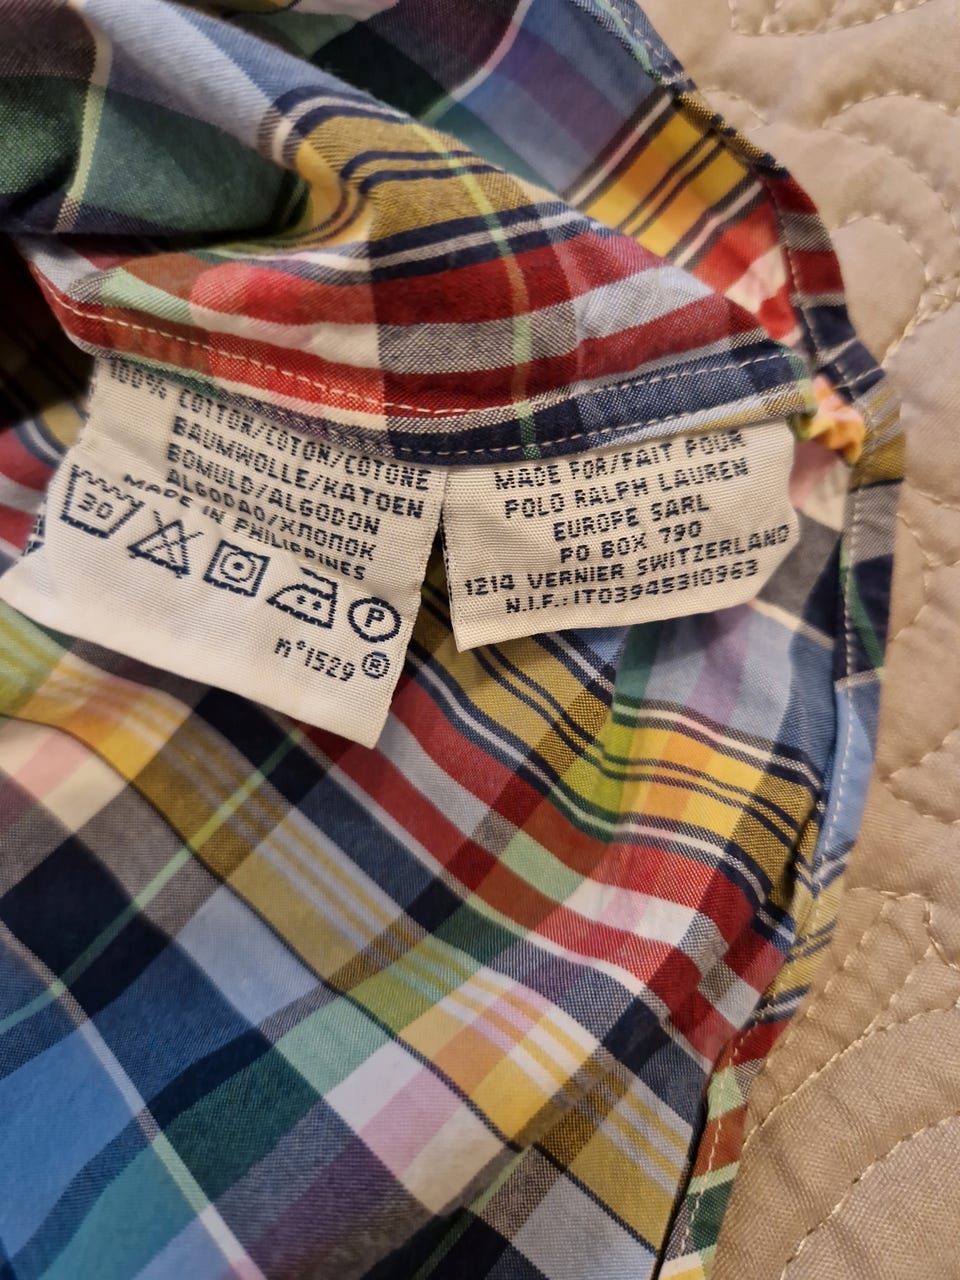 100% COTTON/COTON/COTONE
BAUMWOLLE/KATOEN
BOMULD/ALGODON
ALGODAO/ХЛОПОК
MADE IN PHILIPPINES
30
P
n°1529®
MADE FOR/FAIT POUR
POLO RALPH LAUREN
EUROPE SARL
PO BOX 790
1214 VERNIER SWITZERLAND
N.I.F.: IT03945310963